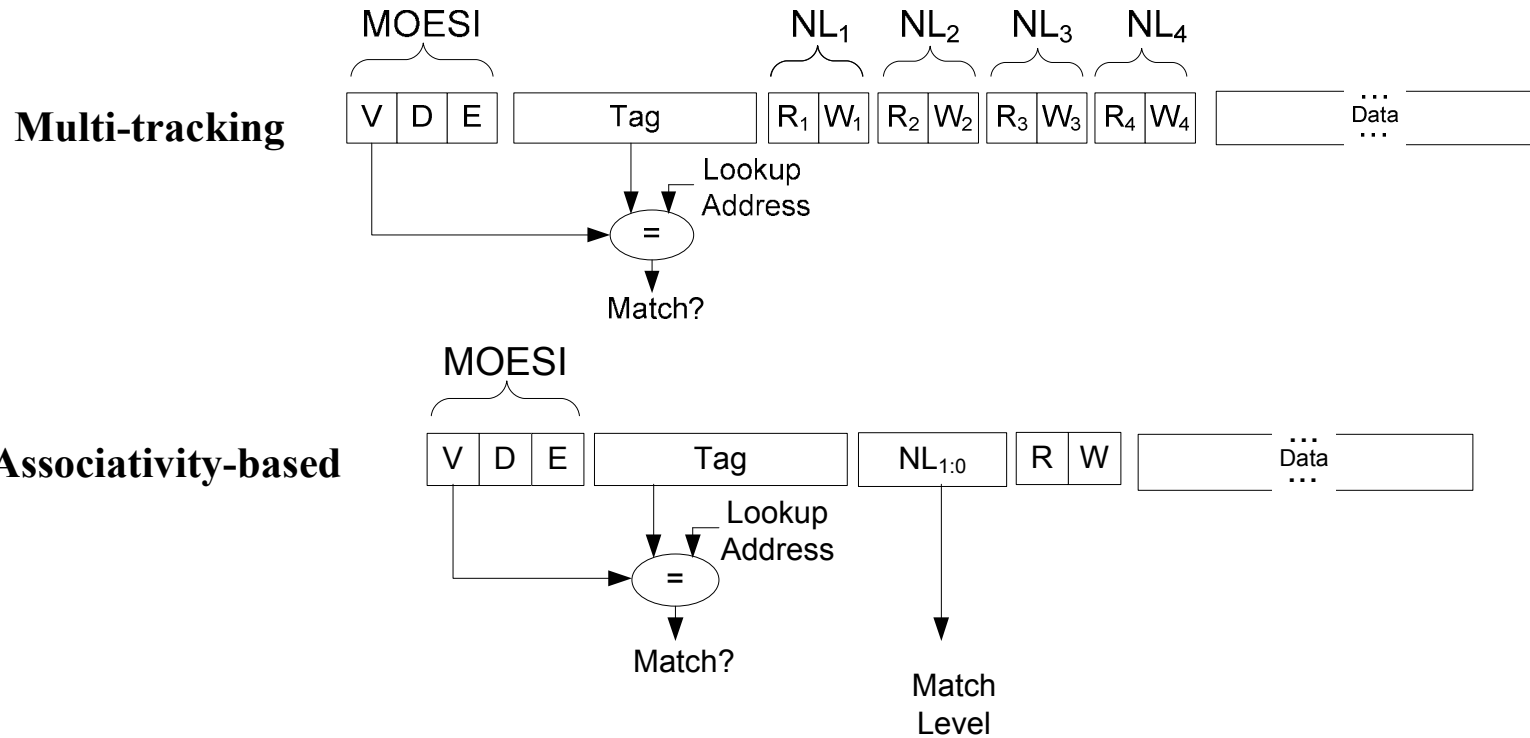 MOESI NL₁ NL₂ NL₃ NL₄
Multi-tracking V D E Tag R₁ W₁ R₂ W₂ R₃ W₃ R₄ W₄ ... Data ...
Lookup
Address
=
Match?
MOESI
Associativity-based V D E Tag NL₁:₀ R W ... Data ...
Lookup
Address
=
Match?
Match
Level